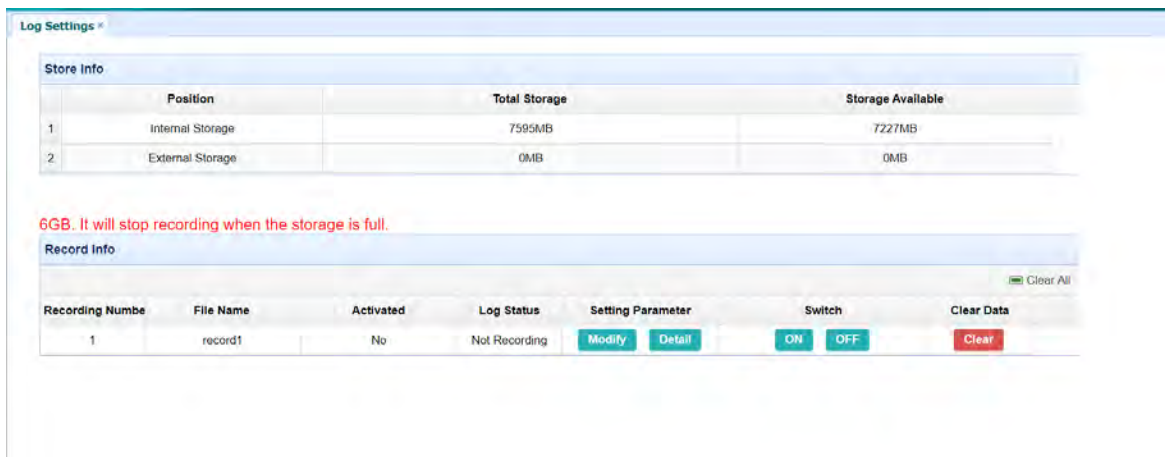 Log Settings ×
Store Info
Position Total Storage Storage Available
1 Internal Storage 7595MB 7227MB
2 External Storage 0MB 0MB
6GB. It will stop recording when the storage is full.
Record Info
Clear All
Recording Numbe File Name Activated Log Status Setting Parameter Switch Clear Data
1 record1 No Not Recording Modify Detail ON OFF Clear